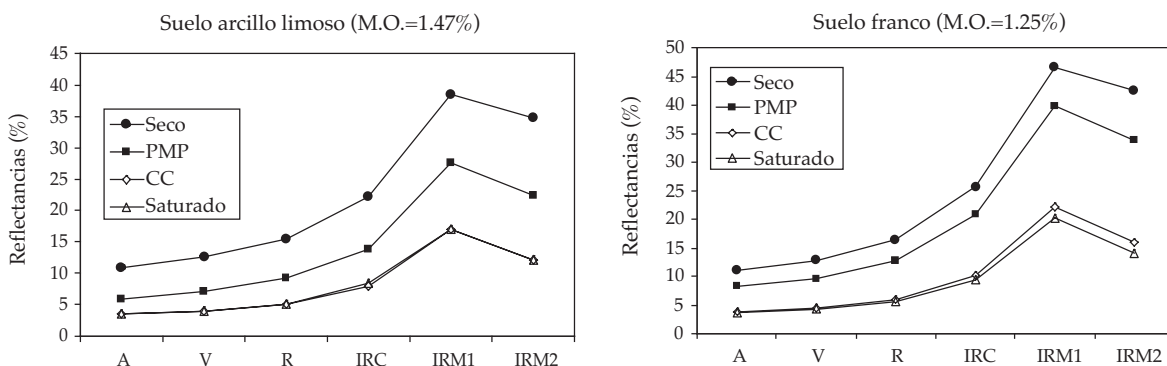 Suelo arcillo limoso (M.O.=1.47%)
Reflectancias (%)
45
40
35
30
25
20
15
10
5
0
Seco
PMP
CC
Saturado
A V R IRC IRM1 IRM2
Suelo franco (M.O.=1.25%)
Reflectancias (%)
50
45
40
35
30
25
20
15
10
5
0
Seco
PMP
CC
Saturado
A V R IRC IRM1 IRM2